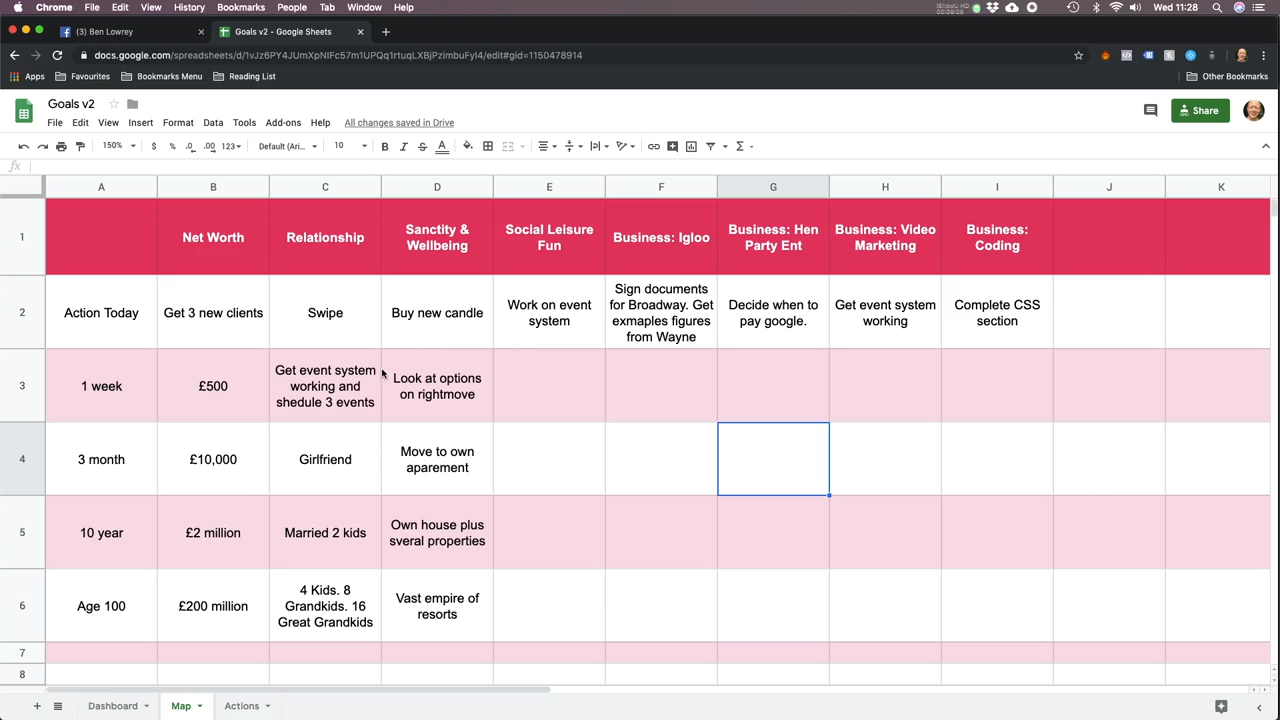 Chrome File Edit View History Bookmarks People Tab Window Help
Wed 11:28
(3) Ben Lowrey
Goals v2 - Google Sheets
docs.google.com/spreadsheets/d/1vJz6PY4JUmXpNIFc57m1UPQq1rtuqLXBjPzimbuFyI4/edit#gid=1150478914
Apps Favourites Bookmarks Menu Reading List Other Bookmarks
Goals v2
File Edit View Insert Format Data Tools Add-ons Help All changes saved in Drive
Share
150% $ % .0 .00 123 Default (Ari... 10 B I S A
fx
A B C D E F G H I J K
1
Net Worth
Relationship
Sanctity &
Wellbeing
Social Leisure
Fun
Business: Igloo
Business: Hen
Party Ent
Business: Video
Marketing
Business:
Coding
2
Action Today
Get 3 new clients
Swipe
Buy new candle
Work on event
system
Sign documents
for Broadway. Get
exmaples figures
from Wayne
Decide when to
pay google.
Get event system
working
Complete CSS
section
3
1 week
£500
Get event system
working and
shedule 3 events
Look at options
on rightmove
4
3 month
£10,000
Girlfriend
Move to own
aparement
5
10 year
£2 million
Married 2 kids
Own house plus
sveral properties
6
Age 100
£200 million
4 Kids. 8
Grandkids. 16
Great Grandkids
Vast empire of
resorts
7
8
Dashboard Map Actions